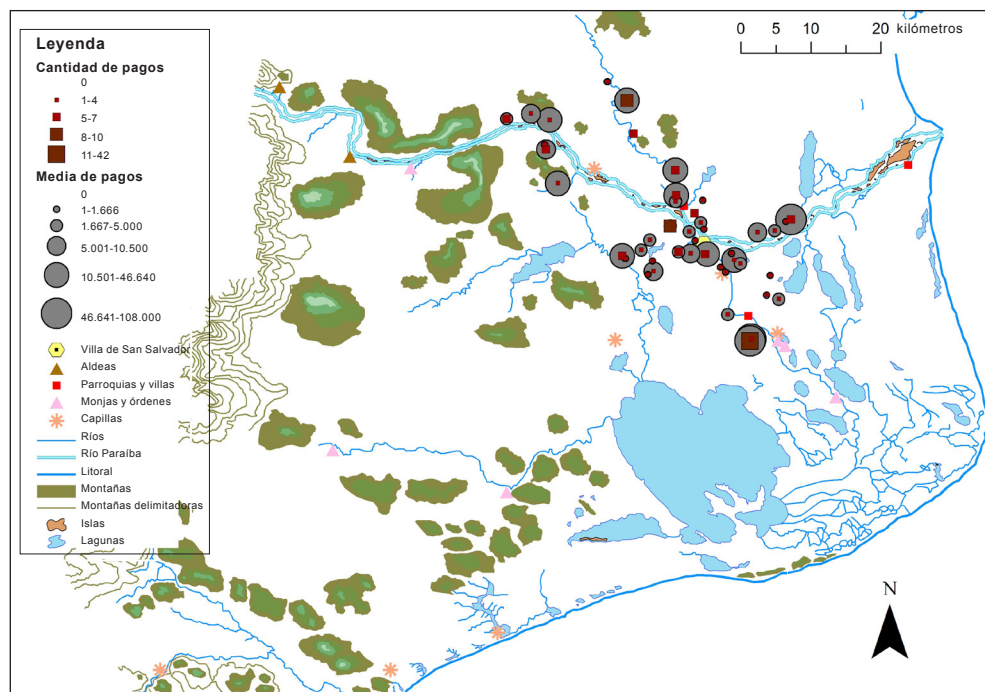 Leyenda
Cantidad de pagos
0
1-4
5-7
8-10
11-42
Media de pagos
0
1-1.666
1.667-5.000
5.001-10.500
10.501-46.640
46.641-108.000
Villa de San Salvador
Aldeas
Parroquias y villas
Monjas y órdenes
Capillas
Ríos
Río Paraíba
Litoral
Montañas
Montañas delimitadoras
Islas
Lagunas
0 5 10 20 kilómetros
N